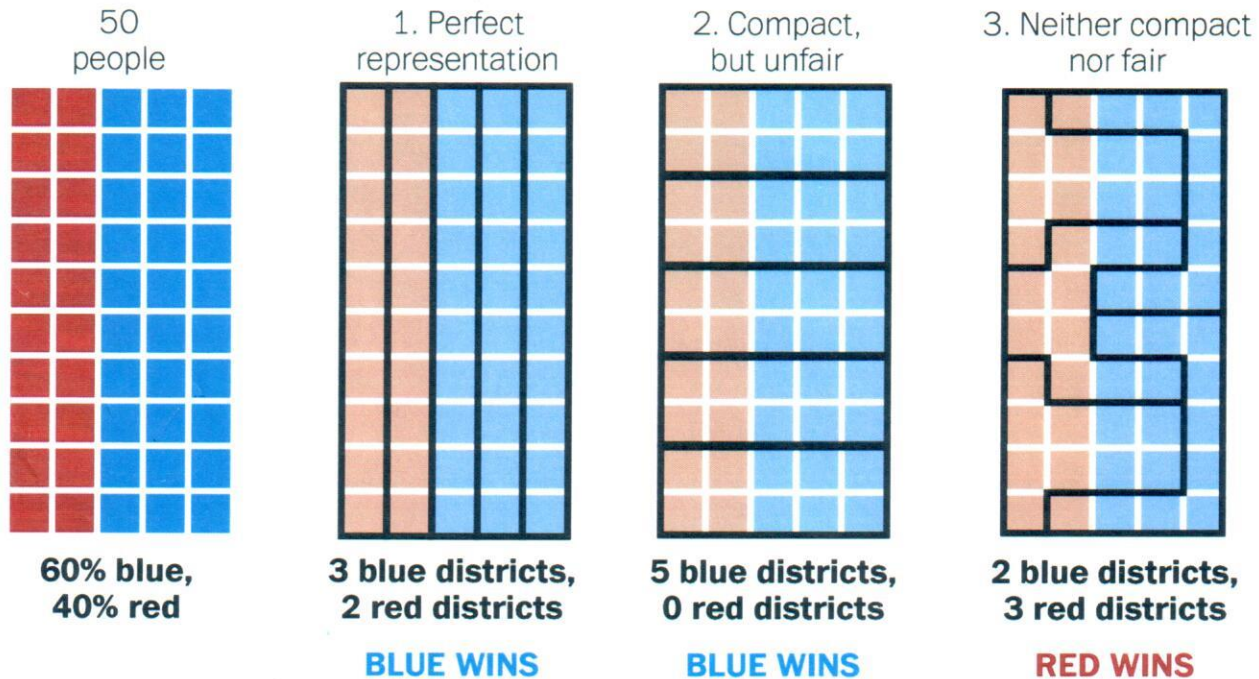 50
people
1. Perfect
representation
2. Compact,
but unfair
3. Neither compact
nor fair
60% blue,
40% red
3 blue districts,
2 red districts
5 blue districts,
0 red districts
2 blue districts,
3 red districts
BLUE WINS
BLUE WINS
RED WINS